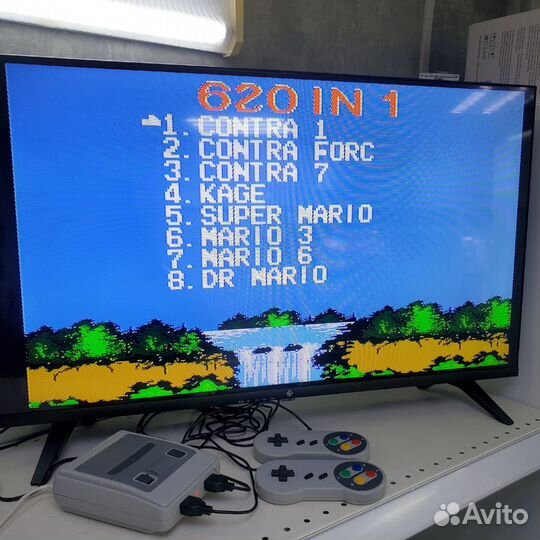 620 IN 1
1. CONTRA 1
2. CONTRA FORC
3. CONTRA 7
4. KAGE
5. SUPER MARIO
6. MARIO 3
7. MARIO 6
8. DR MARIO
Avito